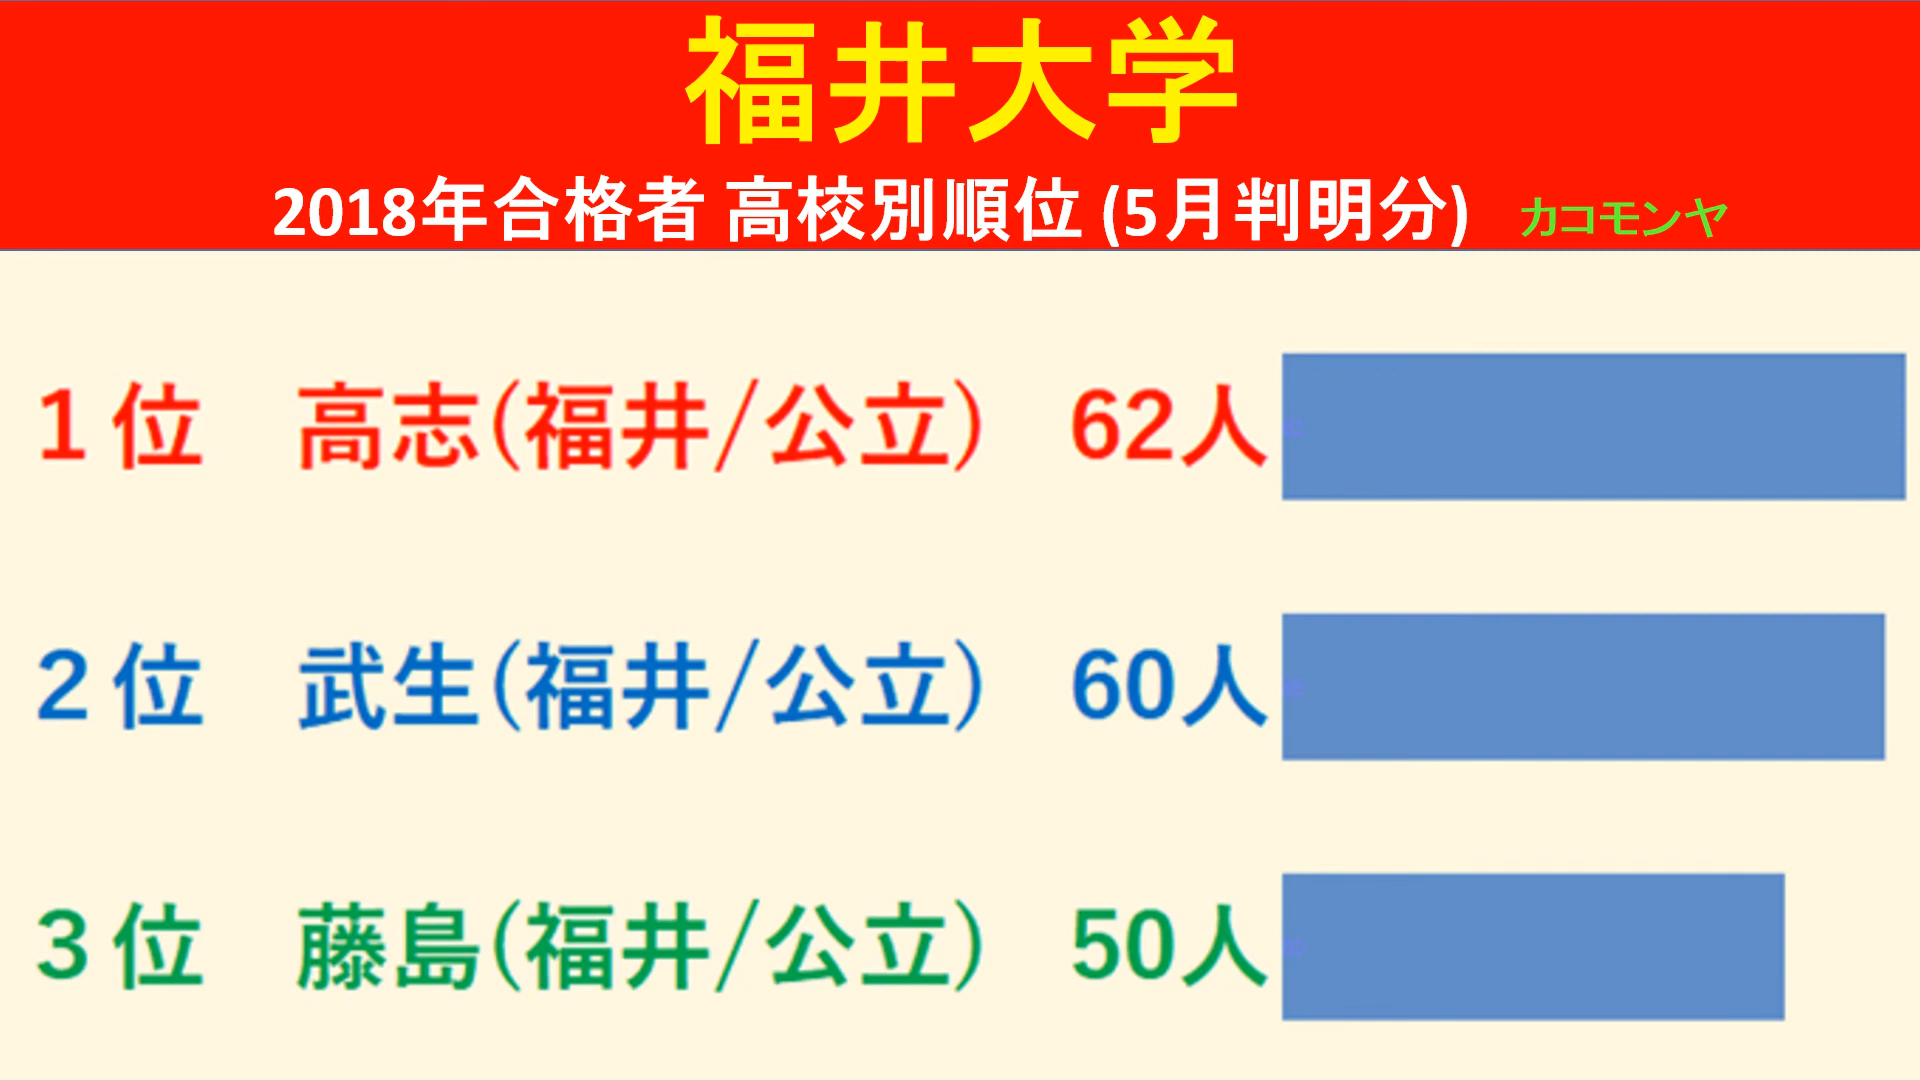 福井大学
2018年合格者 高校別順位 (5月判明分) カコモンヤ
1位 高志(福井/公立) 62人
2位 武生(福井/公立) 60人
3位 藤島(福井/公立) 50人